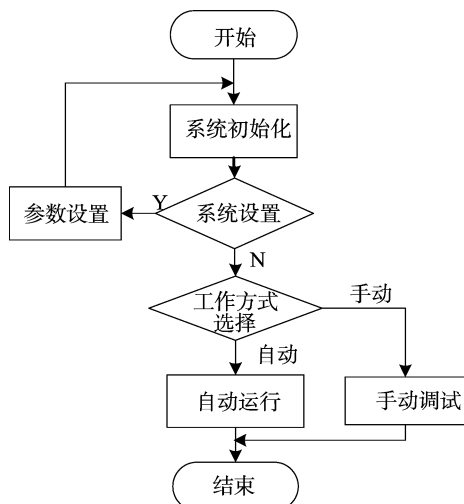 开始
系统初始化
Y
参数设置
系统设置
N
工作方式
选择
手动
自动
自动运行
手动调试
结束